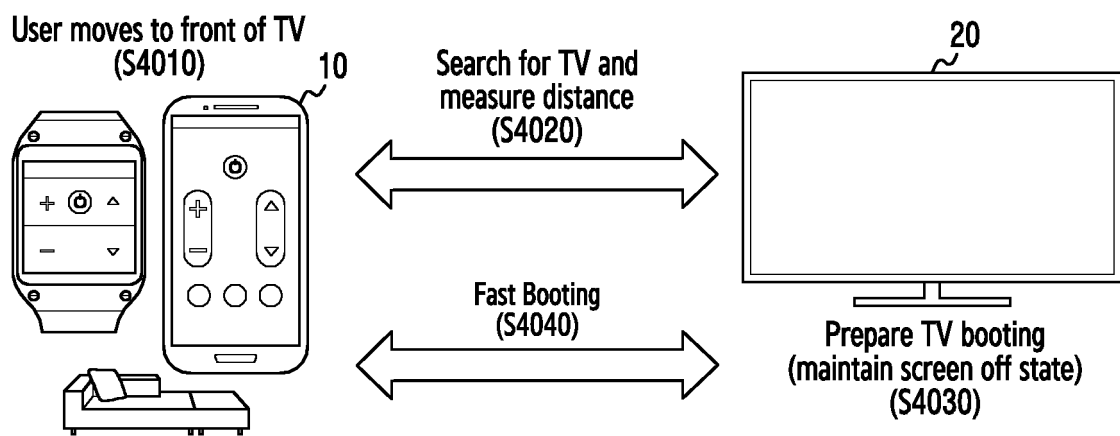 User moves to front of TV
(S4010)
10
Search for TV and
measure distance
(S4020)
20
Fast Booting
(S4040)
Prepare TV booting
(maintain screen off state)
(S4030)